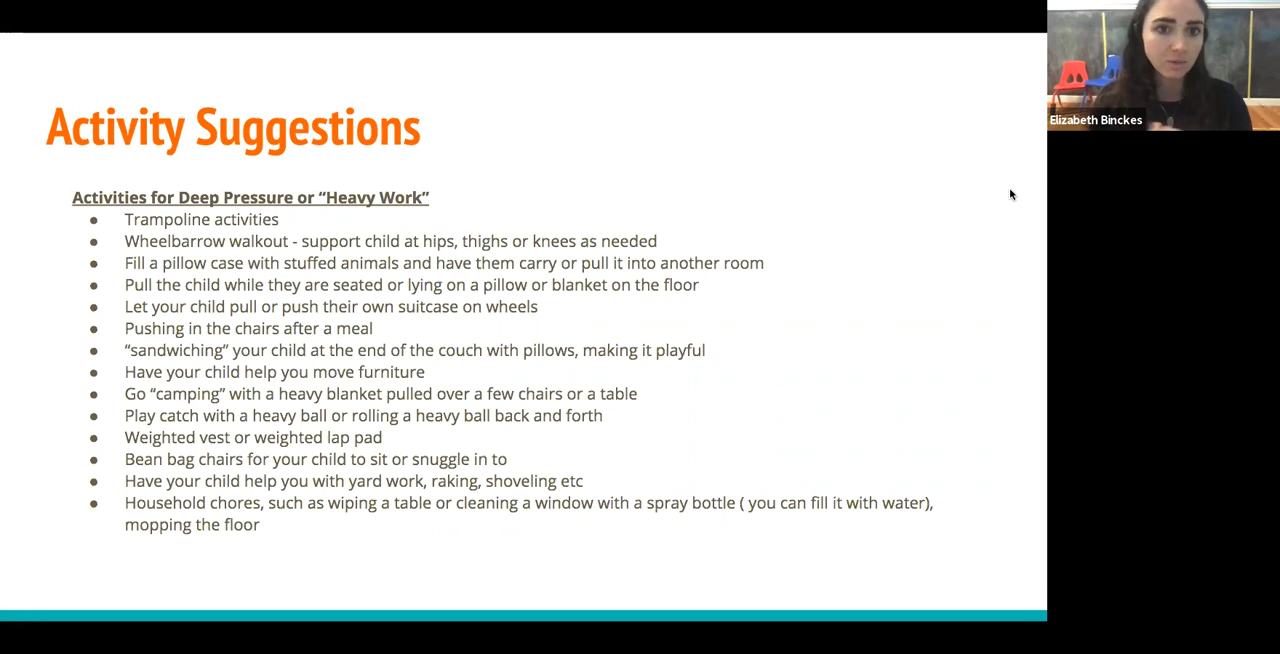 Activity Suggestions
Elizabeth Binckes
Activities for Deep Pressure or “Heavy Work”
● Trampoline activities
● Wheelbarrow walkout - support child at hips, thighs or knees as needed
● Fill a pillow case with stuffed animals and have them carry or pull it into another room
● Pull the child while they are seated or lying on a pillow or blanket on the floor
● Let your child pull or push their own suitcase on wheels
● Pushing in the chairs after a meal
● “sandwiching” your child at the end of the couch with pillows, making it playful
● Have your child help you move furniture
● Go “camping” with a heavy blanket pulled over a few chairs or a table
● Play catch with a heavy ball or rolling a heavy ball back and forth
● Weighted vest or weighted lap pad
● Bean bag chairs for your child to sit or snuggle in to
● Have your child help you with yard work, raking, shoveling etc
● Household chores, such as wiping a table or cleaning a window with a spray bottle ( you can fill it with water),
mopping the floor